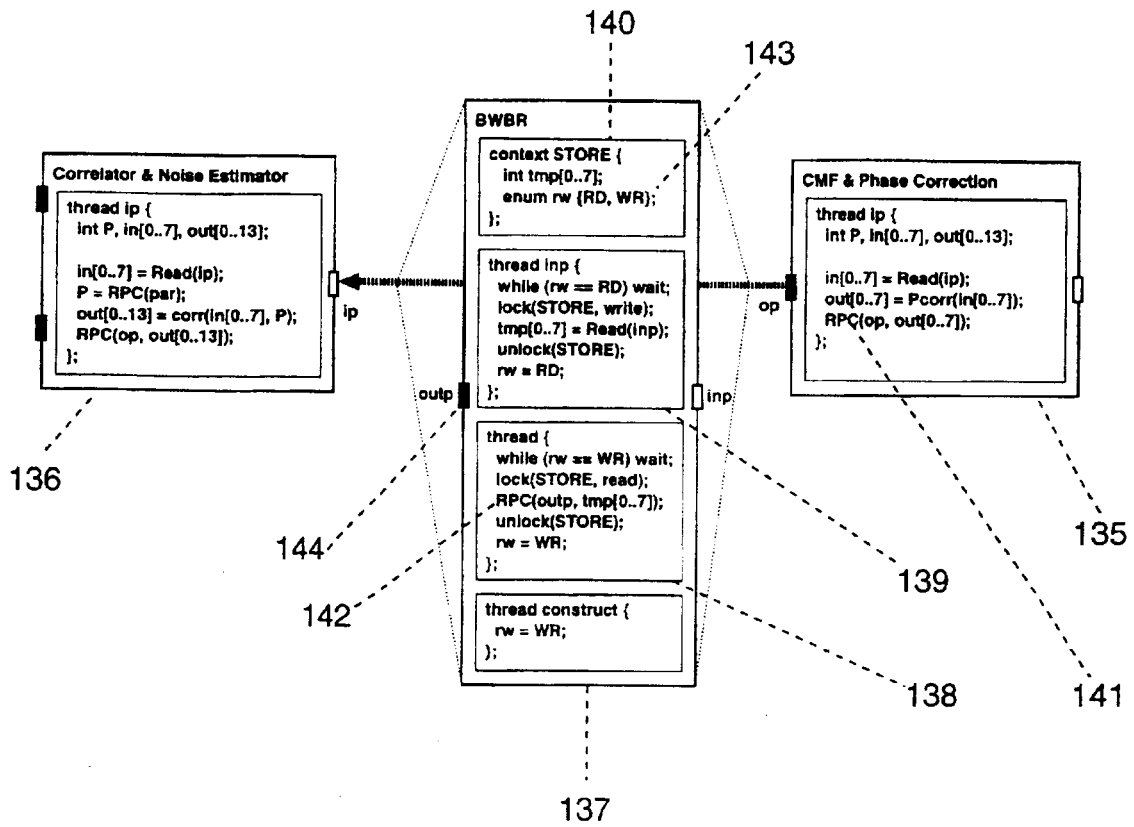 140
143
BWBR
context STORE {
int tmp[0..7];
enum rw {RD, WR};
};
Correlator & Noise Estimator
thread ip {
int P, in[0..7], out[0..13];
in[0..7] = Read(ip);
P = RPC(par);
out[0..13] = corr(in[0..7], P);
RPC(op, out[0..13]);
};
ip
thread inp {
while (rw == RD) wait;
lock(STORE, write);
tmp[0..7] = Read(inp);
unlock(STORE);
rw = RD;
};
outp
inp
CMF & Phase Correction
thread ip {
int P, in[0..7], out[0..13];
in[0..7] = Read(ip);
out[0..7] = Pcorr(in[0..7]);
RPC(op, out[0..7]);
};
op
thread {
while (rw == WR) wait;
lock(STORE, read);
RPC(outp, tmp[0..7]);
unlock(STORE);
rw = WR;
};
thread construct {
rw = WR;
};
136
144
142
135
139
138
141
137